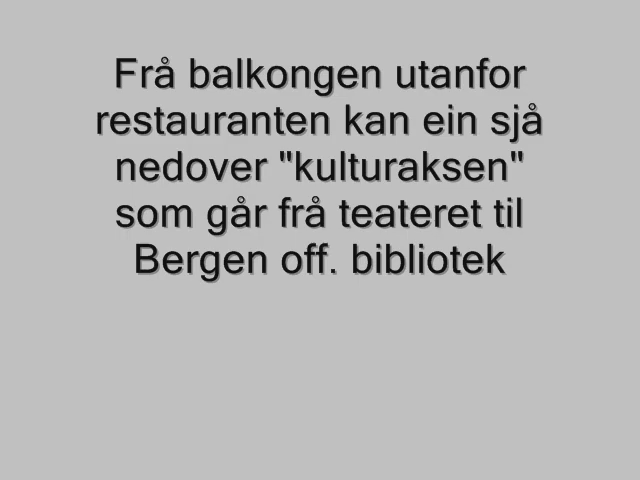 Frå balkongen utanfor
restauranten kan ein sjå
nedover "kulturaksen"
som går frå teateret til
Bergen off. bibliotek